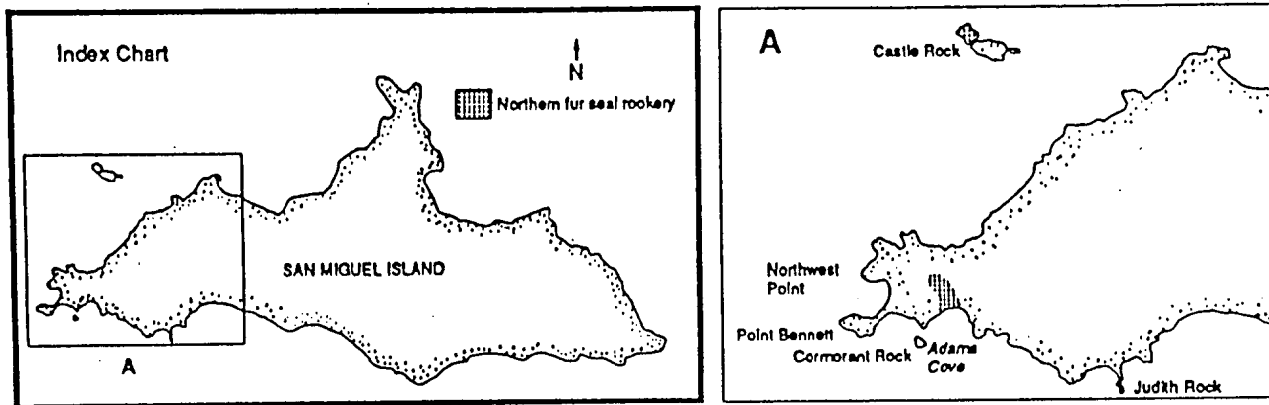 Index Chart
N
Northern fur seal rookery
SAN MIGUEL ISLAND
A
A
Castle Rock
Northwest
Point
Point Bennett
Cormorant Rock
Adams
Cove
Judith Rock